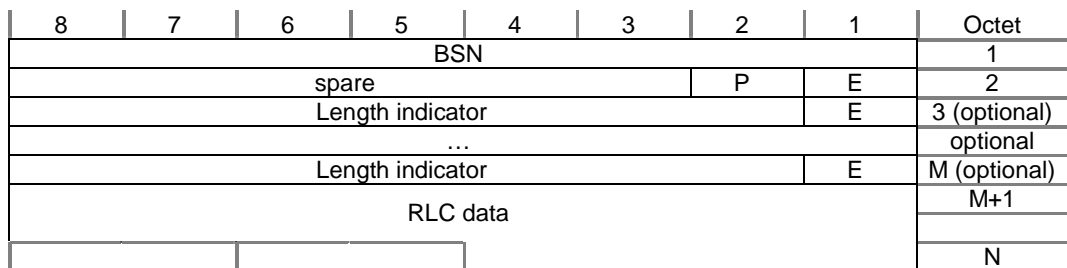 8 7 6 5 4 3 2 1 Octet
BSN 1
spare P E 2
Length indicator E 3 (optional)
… optional
Length indicator E M (optional)
RLC data M+1
N